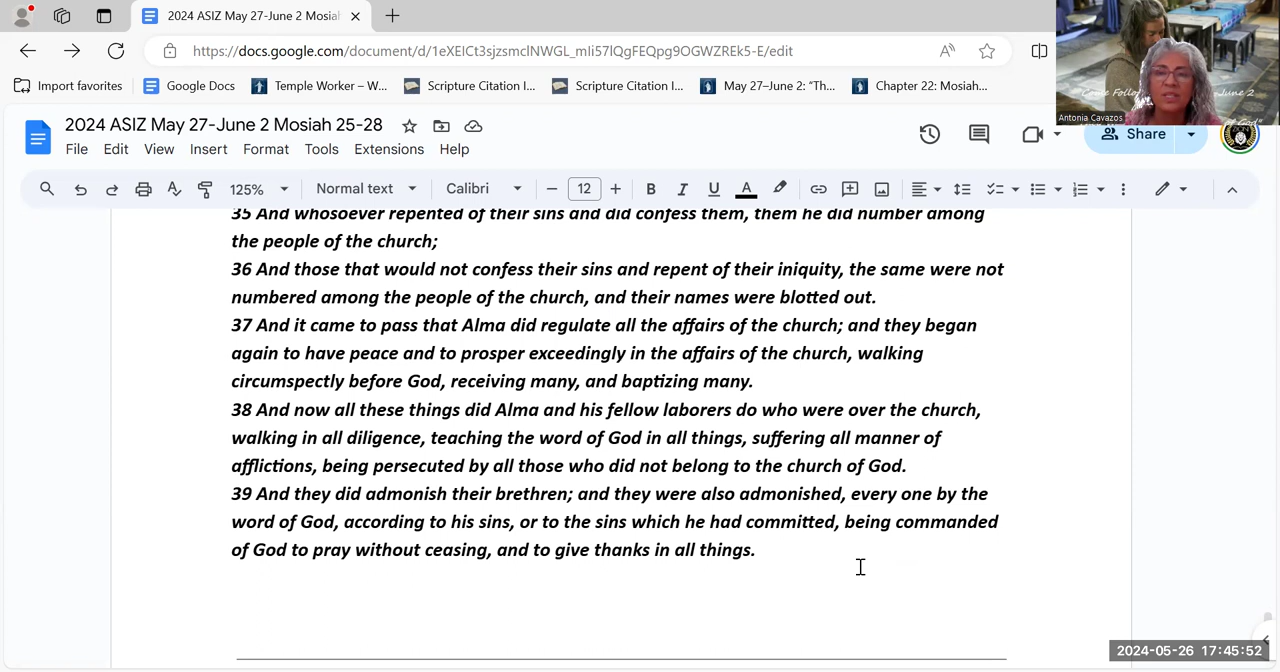 2024 ASIZ May 27-June 2 Mosiah
https://docs.google.com/document/d/1eXElCt3sjzsmclNWGL_mIi57lQgFEQpg9OGWZREk5-E/edit
Import favorites Google Docs Temple Worker – W... Scripture Citation I... Scripture Citation I... May 27–June 2: “Th... Chapter 22: Mosiah...
June 2
of God"
Antonia Cavazos
2024 ASIZ May 27-June 2 Mosiah 25-28
Share
File Edit View Insert Format Tools Extensions Help
125% Normal text Calibri 12 B I U A
35 And whosoever repented of their sins and did confess them, them he did number among
the people of the church;
36 And those that would not confess their sins and repent of their iniquity, the same were not
numbered among the people of the church, and their names were blotted out.
37 And it came to pass that Alma did regulate all the affairs of the church; and they began
again to have peace and to prosper exceedingly in the affairs of the church, walking
circumspectly before God, receiving many, and baptizing many.
38 And now all these things did Alma and his fellow laborers do who were over the church,
walking in all diligence, teaching the word of God in all things, suffering all manner of
afflictions, being persecuted by all those who did not belong to the church of God.
39 And they did admonish their brethren; and they were also admonished, every one by the
word of God, according to his sins, or to the sins which he had committed, being commanded
of God to pray without ceasing, and to give thanks in all things.
2024-05-26 17:45:52